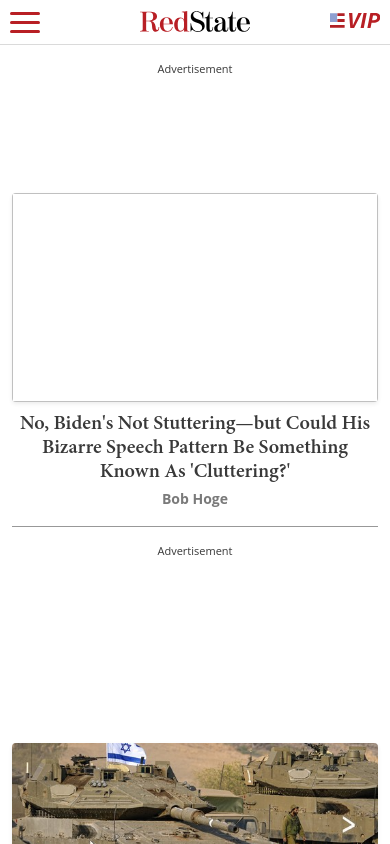 RedState
VIP
Advertisement
No, Biden's Not Stuttering—but Could His
Bizarre Speech Pattern Be Something
Known As 'Cluttering?'
Bob Hoge
Advertisement